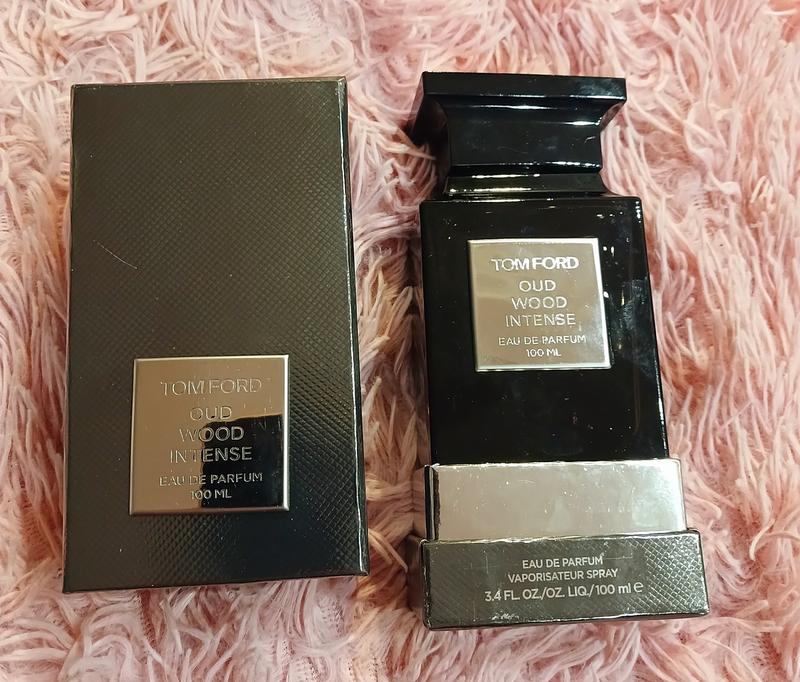 TOM FORD
OUD
WOOD
INTENSE
EAU DE PARFUM
100 ML
TOM FORD
OUD
WOOD
INTENSE
EAU DE PARFUM
100 ML
EAU DE PARFUM
VAPORISATEUR SPRAY
3.4 FL. OZ./OZ. LIQ./100 ml ℮